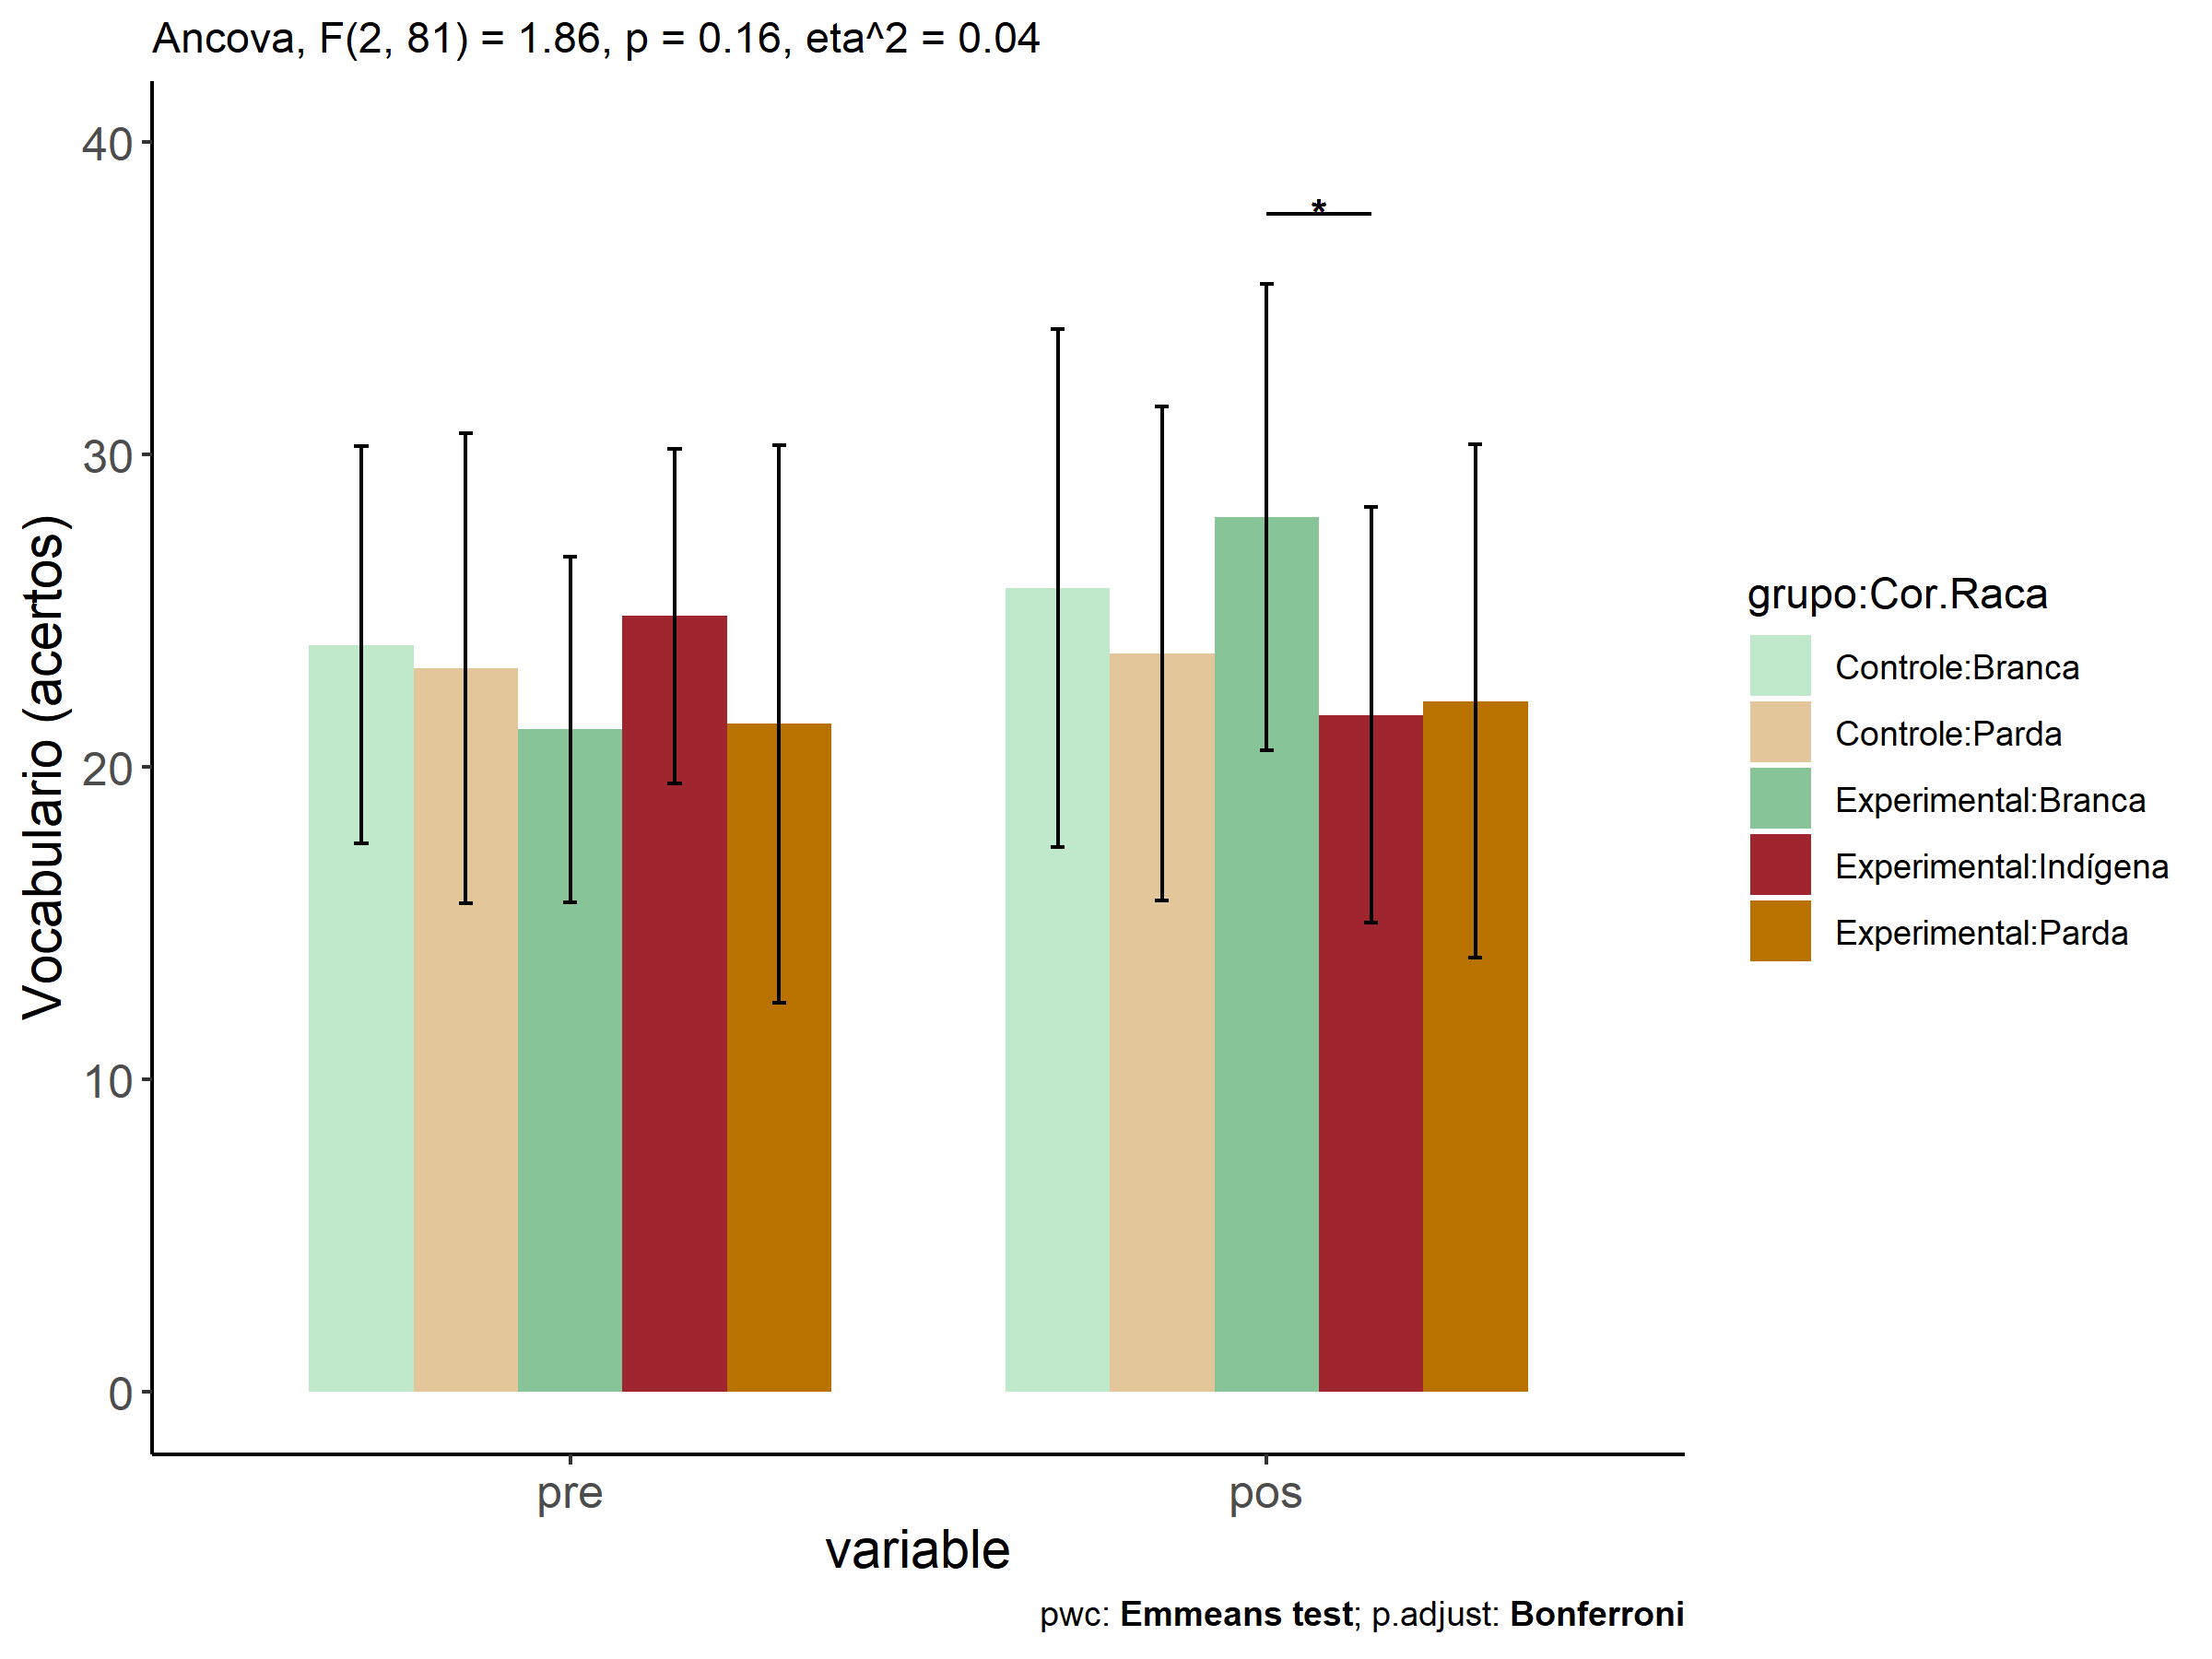 Ancova, F(2, 81) = 1.86, p = 0.16, eta^2 = 0.04
Vocabulario (acertos)
40
30
20
10
0
*
pre
pos
variable
grupo:Cor.Raca
Controle:Branca
Controle:Parda
Experimental:Branca
Experimental:Indígena
Experimental:Parda
pwc: Emmeans test; p.adjust: Bonferroni